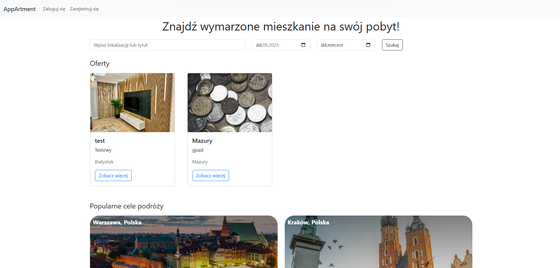 AppArtment Zaloguj się Zarejestruj się
Znajdź wymarzone mieszkanie na swój pobyt!
Wpisz lokalizację lub tytuł dd.09.2025 dd.mm.rrrr Szukaj
Oferty
test Mazury
Testowy gjsad
Białystok Mazury
Zobacz więcej Zobacz więcej
Popularne cele podróży
Warszawa, Polska Kraków, Polska